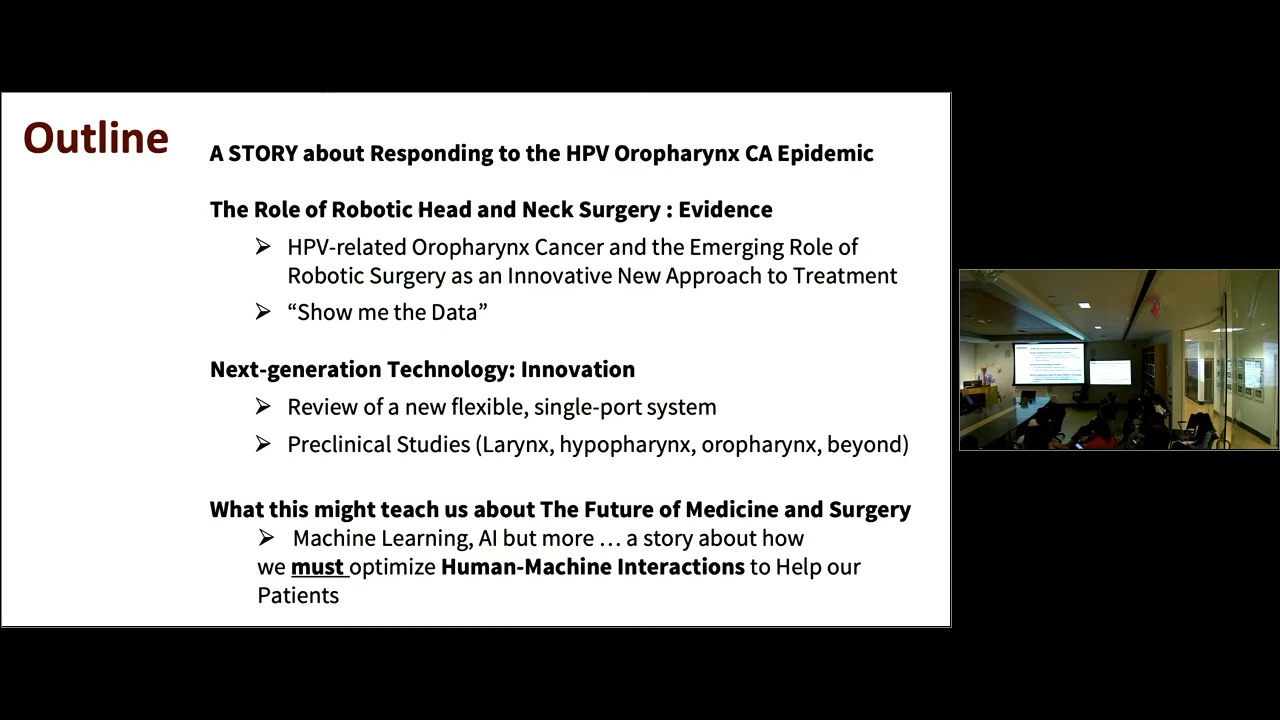 Outline
A STORY about Responding to the HPV Oropharynx CA Epidemic
The Role of Robotic Head and Neck Surgery : Evidence
➢ HPV-related Oropharynx Cancer and the Emerging Role of
Robotic Surgery as an Innovative New Approach to Treatment
➢ “Show me the Data”
Next-generation Technology: Innovation
➢ Review of a new flexible, single-port system
➢ Preclinical Studies (Larynx, hypopharynx, oropharynx, beyond)
What this might teach us about The Future of Medicine and Surgery
➢ Machine Learning, AI but more … a story about how
we must optimize Human-Machine Interactions to Help our
Patients